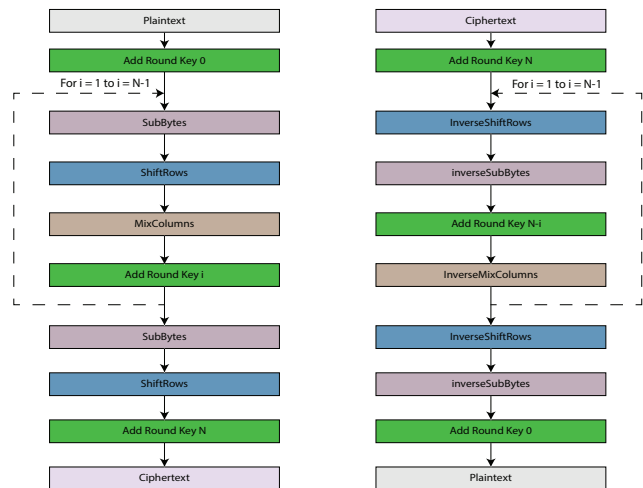 Plaintext
Add Round Key 0
For i = 1 to i = N-1
SubBytes
ShiftRows
MixColumns
Add Round Key i
SubBytes
ShiftRows
Add Round Key N
Ciphertext
Ciphertext
Add Round Key N
For i = 1 to i = N-1
InverseShiftRows
inverseSubBytes
Add Round Key N-i
InverseMixColumns
InverseShiftRows
inverseSubBytes
Add Round Key 0
Plaintext